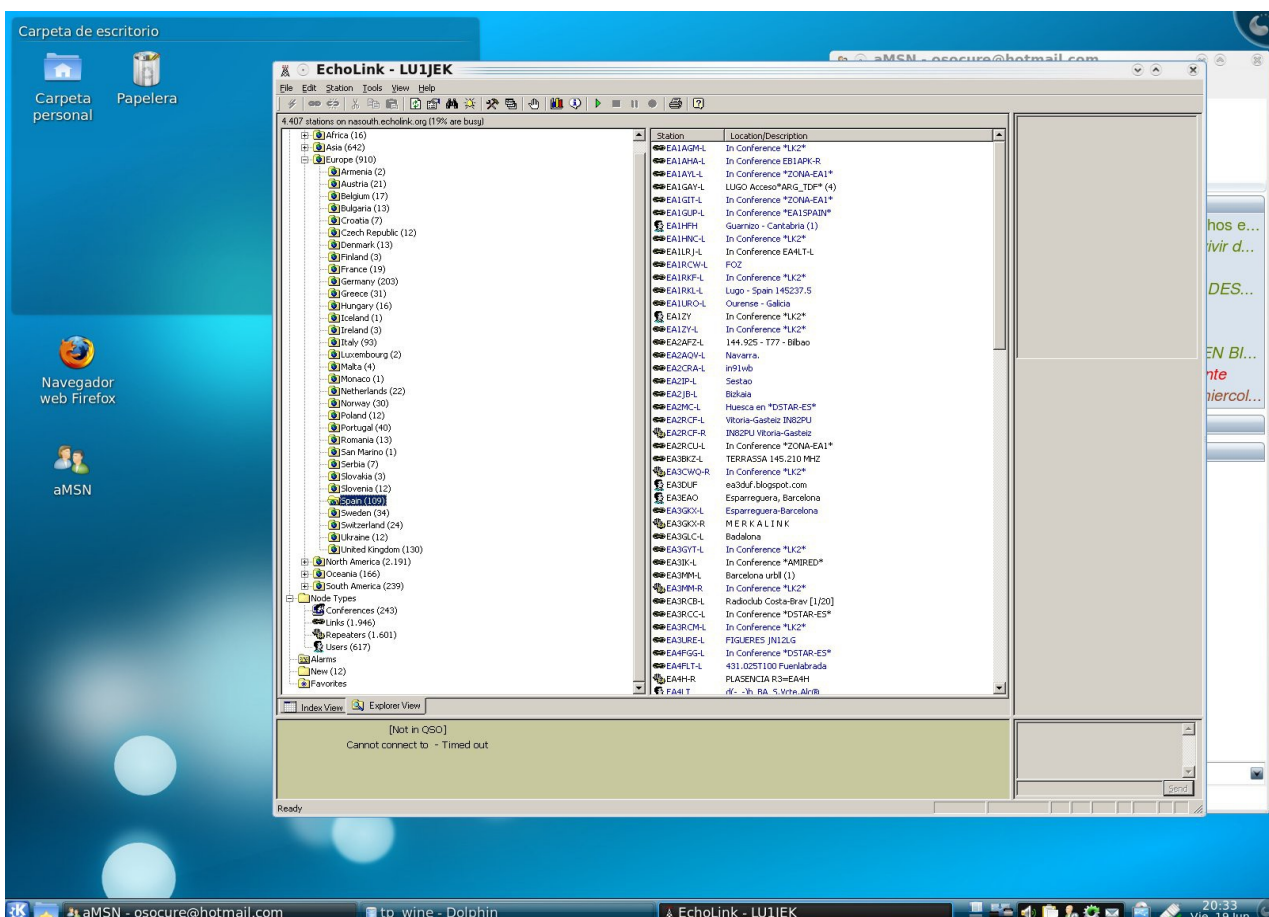 Carpeta de escritorio
Carpeta personal
Papelera
Navegador web Firefox
aMSN
aMSN - osocure@hotmail.com
EchoLink - LU1JEK
File Edit Station Tools View Help
4.407 stations on nasouth.echolink.org (19% are busy)
Africa (16)
Asia (642)
Europe (910)
Armenia (2)
Austria (21)
Belgium (17)
Bulgaria (13)
Croatia (7)
Czech Republic (12)
Denmark (13)
Finland (3)
France (19)
Germany (203)
Greece (31)
Hungary (16)
Iceland (1)
Ireland (3)
Italy (93)
Luxembourg (2)
Malta (4)
Monaco (1)
Netherlands (22)
Norway (30)
Poland (12)
Portugal (40)
Romania (13)
San Marino (1)
Serbia (7)
Slovakia (3)
Slovenia (12)
Spain (109)
Sweden (34)
Switzerland (24)
Ukraine (12)
United Kingdom (130)
North America (2.191)
Oceania (166)
South America (239)
Node Types
Conferences (243)
Links (1.946)
Repeaters (1.601)
Users (617)
Alarms
New (12)
Favorites
Station Location/Description
EA1AGM-L In Conference *LK2*
EA1AHA-L In Conference EB1APK-R
EA1AYL-L In Conference *ZONA-EA1*
EA1GAY-L LUGO Acceso*ARG_TDF* (4)
EA1GIT-L In Conference *ZONA-EA1*
EA1GUP-L In Conference *EA1SPAIN*
EA1HFH Guarnizo - Cantabria (1)
EA1HNC-L In Conference *LK2*
EA1LRJ-L In Conference EA4LT-L
EA1RCW-L FOZ
EA1RKF-L In Conference *LK2*
EA1RKL-L Lugo - Spain 145237.5
EA1URO-L Ourense - Galicia
EA1ZY In Conference *LK2*
EA1ZY-L In Conference *LK2*
EA2AFZ-L 144.925 - T77 - Bilbao
EA2AQV-L Navarra.
EA2CRA-L in91wb
EA2IP-L Sestao
EA2JB-L Bizkaia
EA2MC-L Huesca en *DSTAR-ES*
EA2RCF-L Vitoria-Gasteiz IN82PU
EA2RCF-R IN82PU Vitoria-Gasteiz
EA2RCU-L In Conference *ZONA-EA1*
EA3BKZ-L TERRASSA 145.210 MHZ
EA3CWQ-R In Conference *LK2*
EA3DUF ea3duf.blogspot.com
EA3EAO Esparreguera, Barcelona
EA3GKX-L Esparreguera-Barcelona
EA3GKX-R M E R K A L I N K
EA3GLC-L Badalona
EA3GYT-L In Conference *LK2*
EA3IK-L In Conference *AMIRED*
EA3MM-L Barcelona urbll (1)
EA3MM-R In Conference *LK2*
EA3RCB-L Radioclub Costa-Brav [1/20]
EA3RCC-L In Conference *DSTAR-ES*
EA3RCM-L In Conference *LK2*
EA3URE-L FIGUERES JN12LG
EA4FGG-L In Conference *DSTAR-ES*
EA4FLT-L 431.025T100 Fuenlabrada
EA4H-R PLASENCIA R3=EA4H
EA4LT
Index View Explorer View
[Not in QSO]
Cannot connect to - Timed out
Send
Ready
hos e...
ivir d...
DES...
EN BI...
nte
niercol...
aMSN - osocure@hotmail.com
tp_wine - Dolphin
EchoLink - LU1JEK
20:33
Vie, 19 Jun